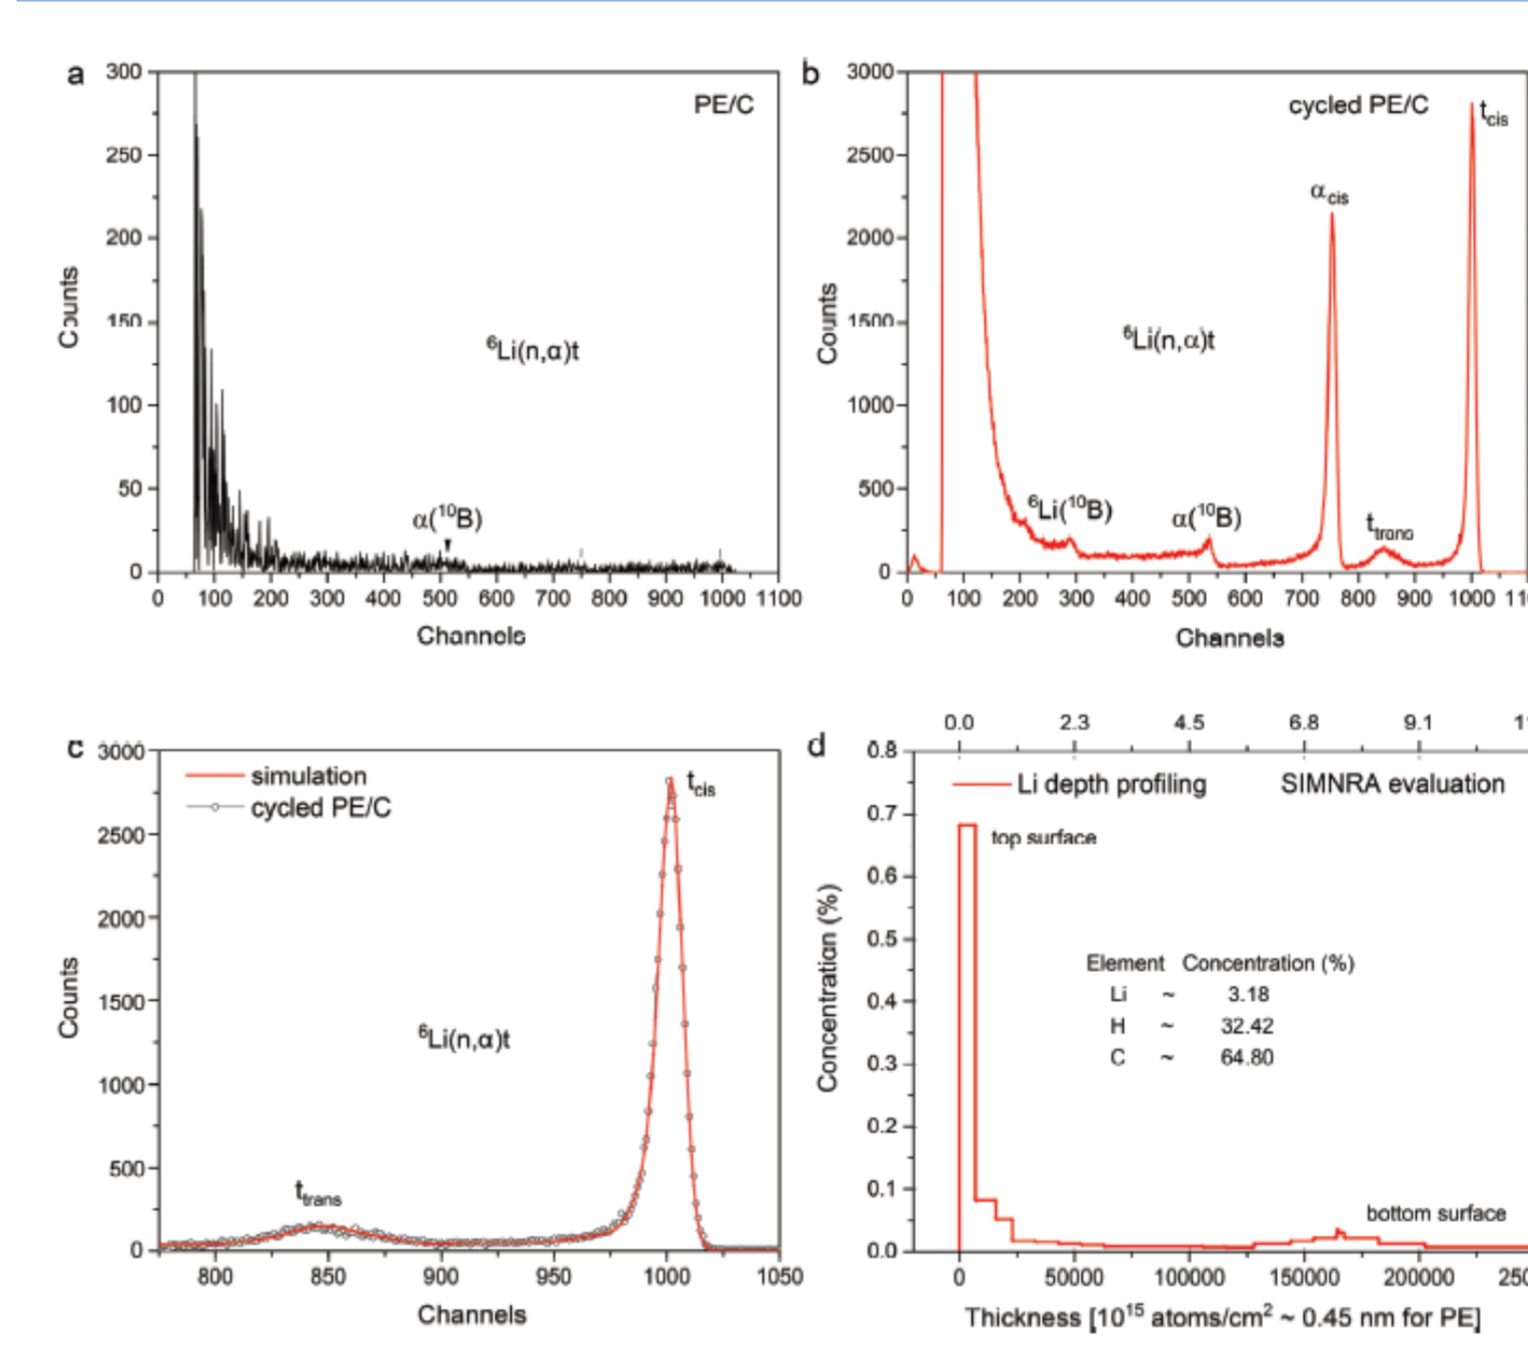 a
300
250
200
150
100
50
0
Counts
PE/C
⁶Li(n,α)t
α(¹⁰B)
0 100 200 300 400 500 600 700 800 900 1000 1100
Channels
b
3000
2500
2000
1500
1000
500
0
Counts
cycled PE/C
t_cis
α_cis
⁶Li(n,α)t
⁶Li(¹⁰B)
α(¹⁰B)
t_trans
0 100 200 300 400 500 600 700 800 900 1000 110
Channels
c
3000
2500
2000
1500
1000
500
0
Counts
simulation
cycled PE/C
t_cis
⁶Li(n,α)t
t_trans
800 850 900 950 1000 1050
Channels
d
0.0 2.3 4.5 6.8 9.1
0.8
0.7
0.6
0.5
0.4
0.3
0.2
0.1
0.0
Concentration (%)
Li depth profiling SIMNRA evaluation
top surface
Element Concentration (%)
Li ~ 3.18
H ~ 32.42
C ~ 64.80
bottom surface
0 50000 100000 150000 200000 250
Thickness [10¹⁵ atoms/cm² ~ 0.45 nm for PE]